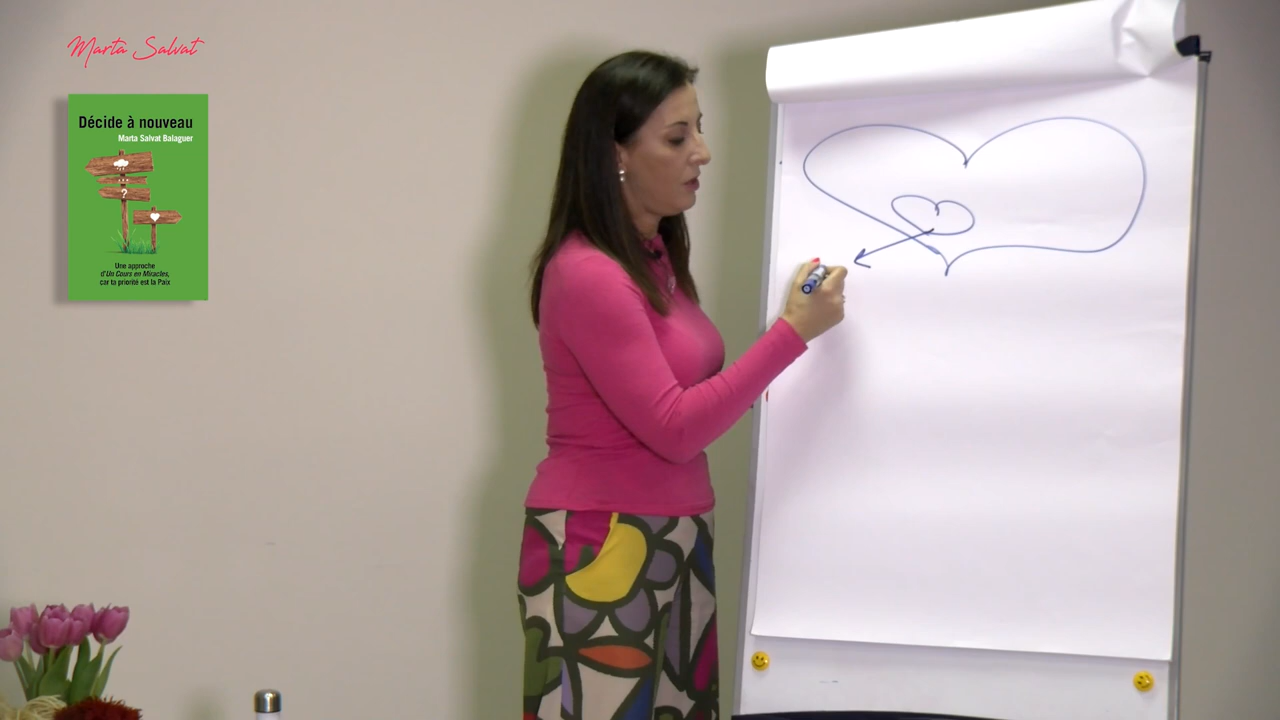 Marta Salvat
Décide à nouveau
Marta Salvat Balaguer
?
Une approche
d'Un Cours en Miracles,
car ta priorité est la Paix